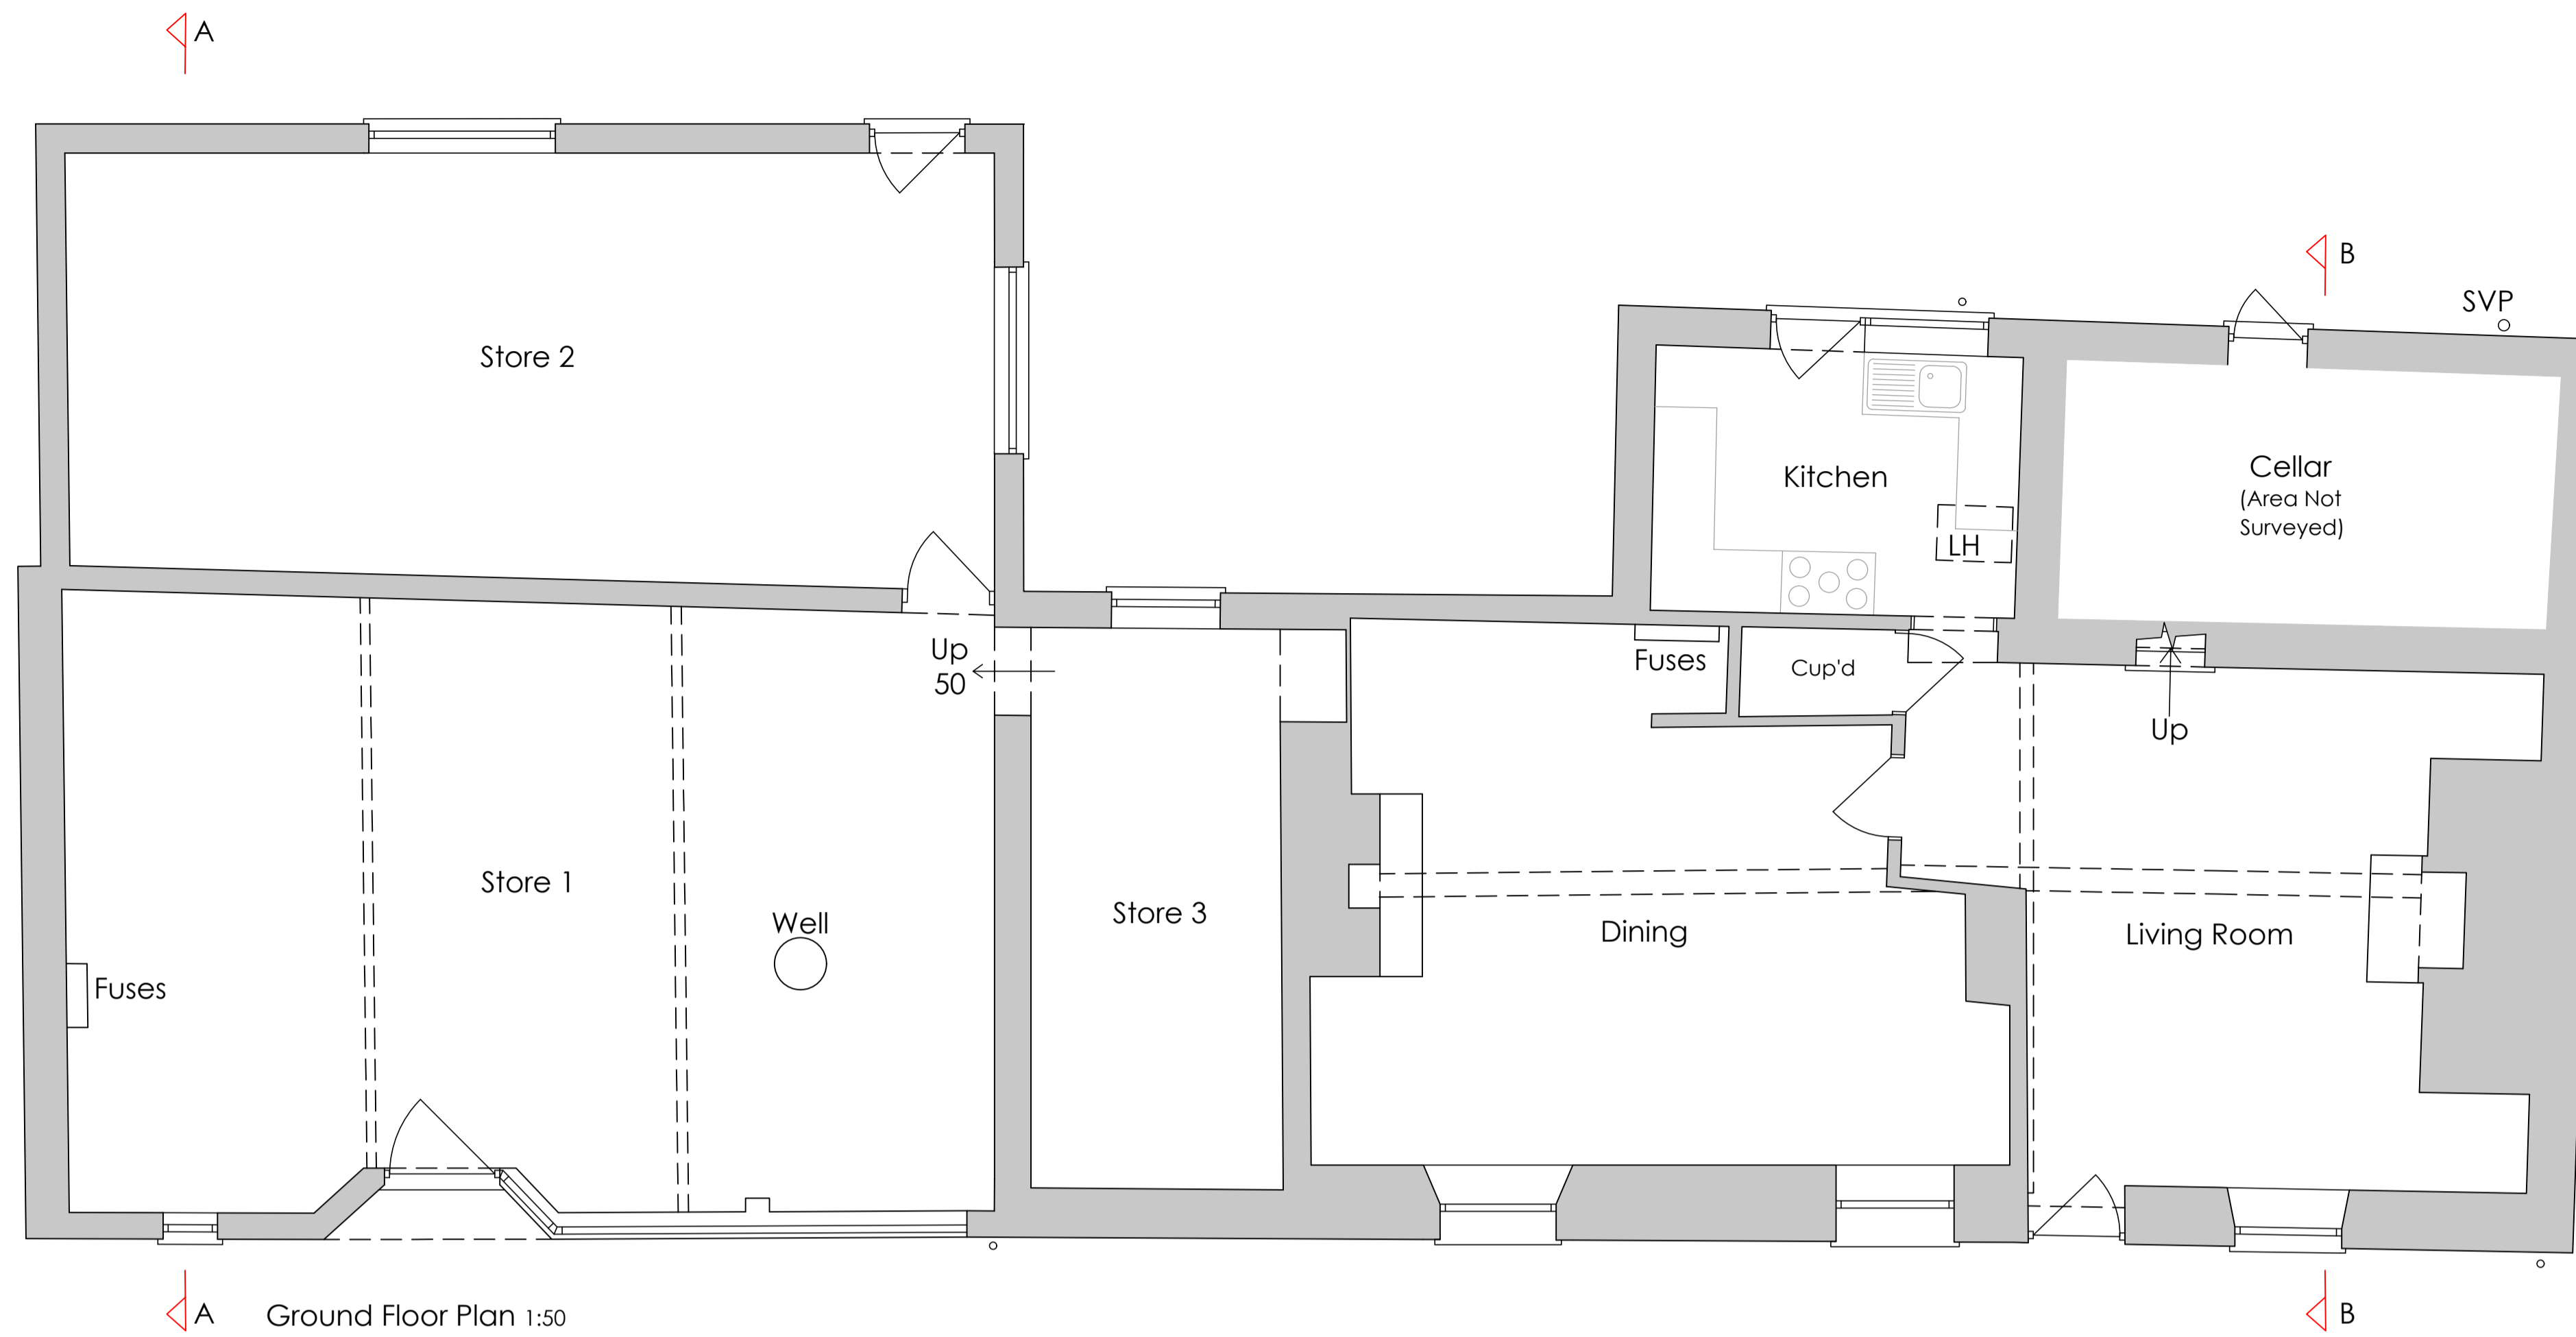 A
B
SVP
Store 2
Cellar
(Area Not
Surveyed)
Kitchen
LH
Up
50
Fuses
Cup'd
Up
Store 1
Well
Store 3
Dining
Living Room
Fuses
A
Ground Floor Plan 1:50
B